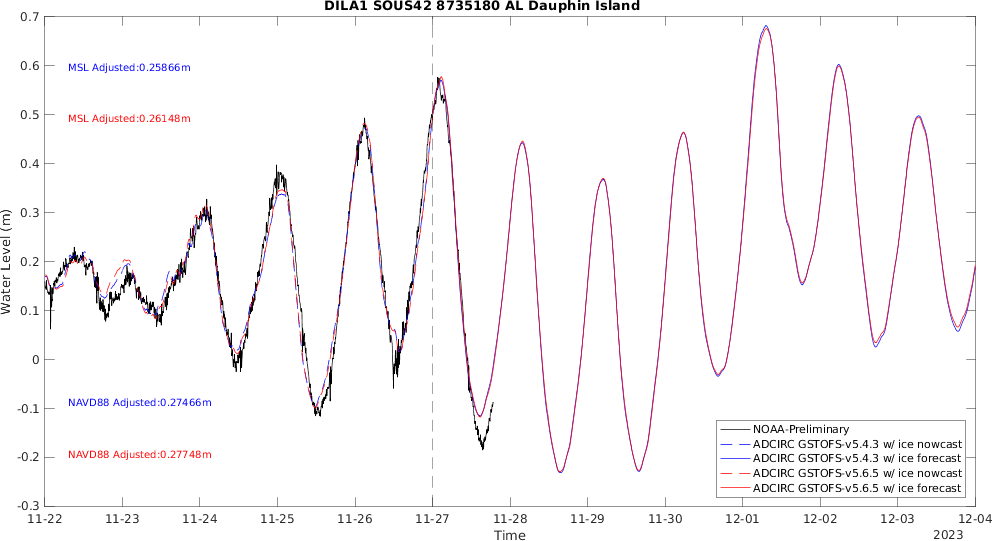 DILA1 SOUS42 8735180 AL Dauphin Island
0.7
0.6
0.5
0.4
0.3
0.2
0.1
0
-0.1
-0.2
-0.3
Water Level (m)
MSL Adjusted:0.25866m
MSL Adjusted:0.26148m
NAVD88 Adjusted:0.27466m
NAVD88 Adjusted:0.27748m
NOAA-Preliminary
ADCIRC GSTOFS-v5.4.3 w/ ice nowcast
ADCIRC GSTOFS-v5.4.3 w/ ice forecast
ADCIRC GSTOFS-v5.6.5 w/ ice nowcast
ADCIRC GSTOFS-v5.6.5 w/ ice forecast
11-22 11-23 11-24 11-25 11-26 11-27 11-28 11-29 11-30 12-01 12-02 12-03 12-04
Time
2023